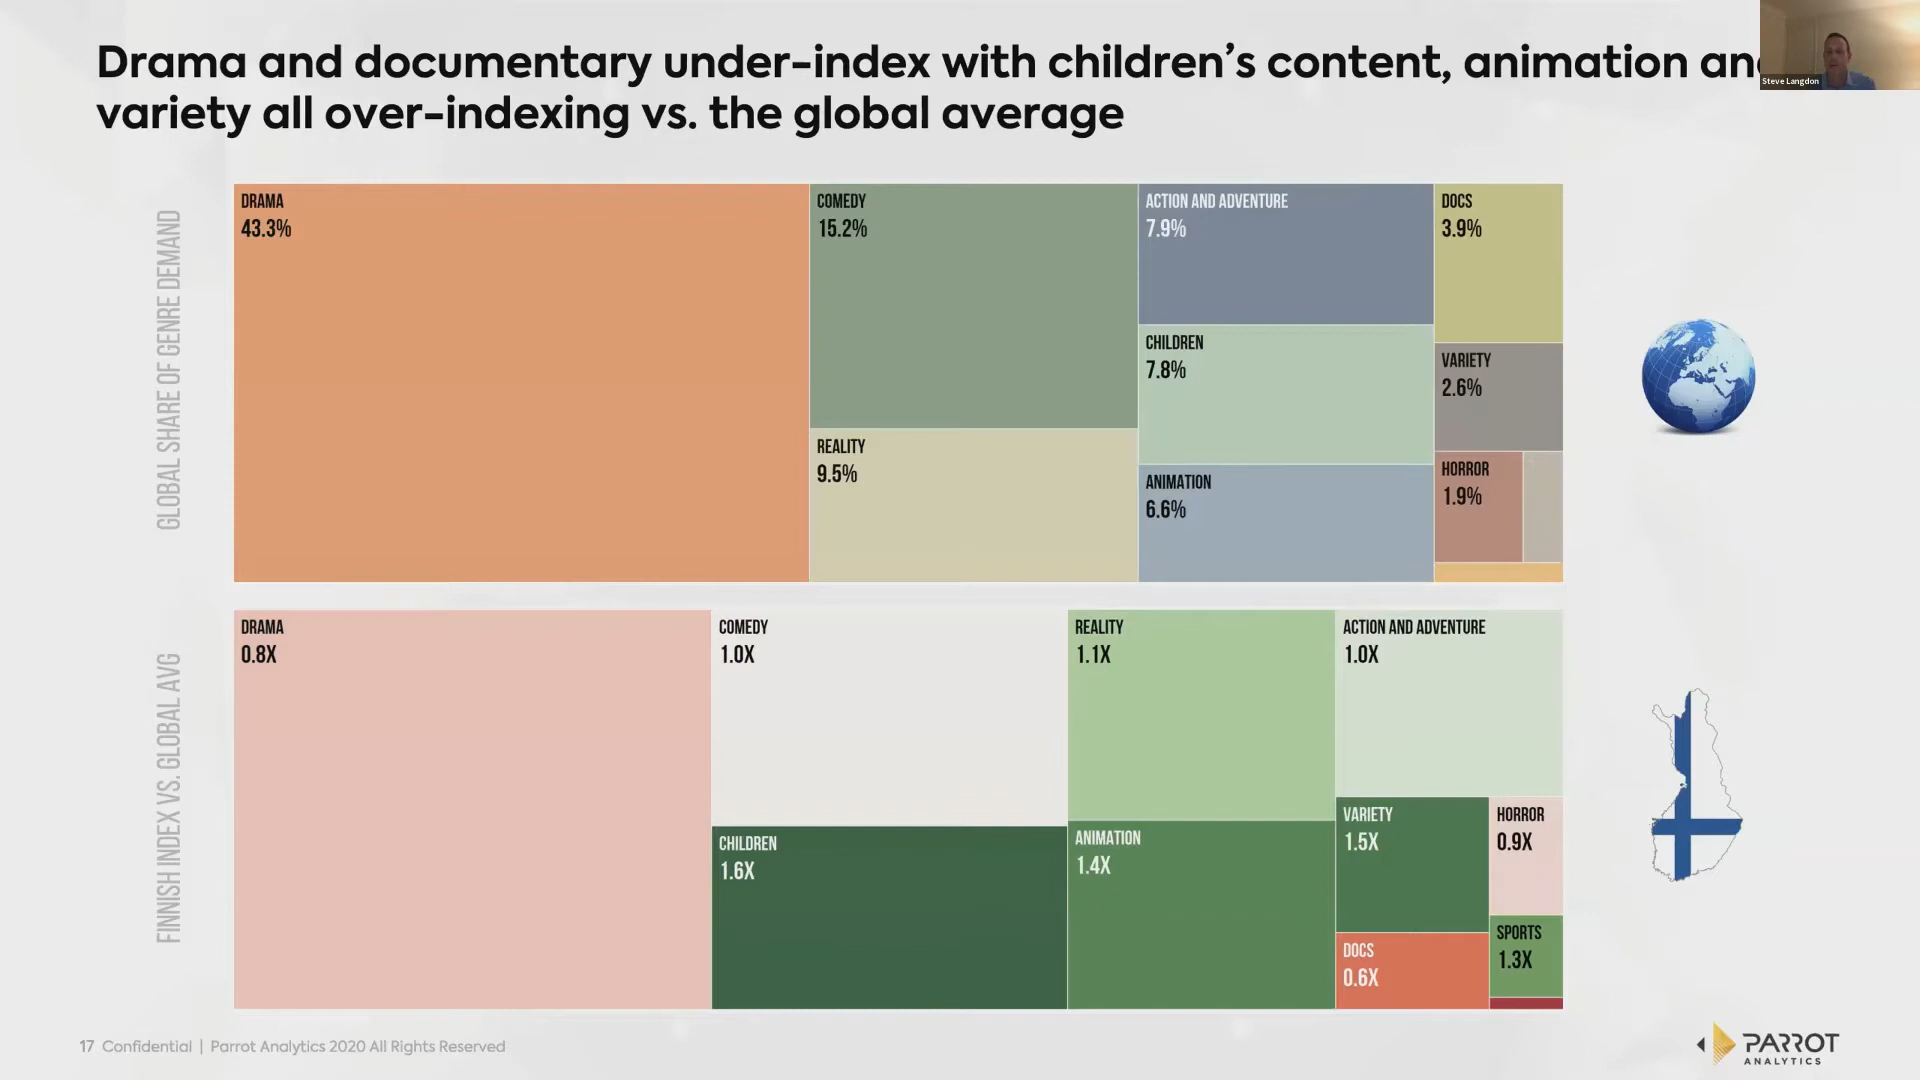 Drama and documentary under-index with children's content, animation
variety all over-indexing vs. the global average
Steve Langdon
GLOBAL SHARE OF GENRE DEMAND
DRAMA
43.3%
COMEDY
15.2%
REALITY
9.5%
ACTION AND ADVENTURE
7.9%
CHILDREN
7.8%
ANIMATION
6.6%
DOCS
3.9%
VARIETY
2.6%
HORROR
1.9%
FINNISH INDEX VS. GLOBAL AVG
DRAMA
0.8X
COMEDY
1.0X
CHILDREN
1.6X
REALITY
1.1X
ANIMATION
1.4X
ACTION AND ADVENTURE
1.0X
VARIETY
1.5X
DOCS
0.6X
HORROR
0.9X
SPORTS
1.3X
17 Confidential | Parrot Analytics 2020 All Rights Reserved
PARROT
ANALYTICS